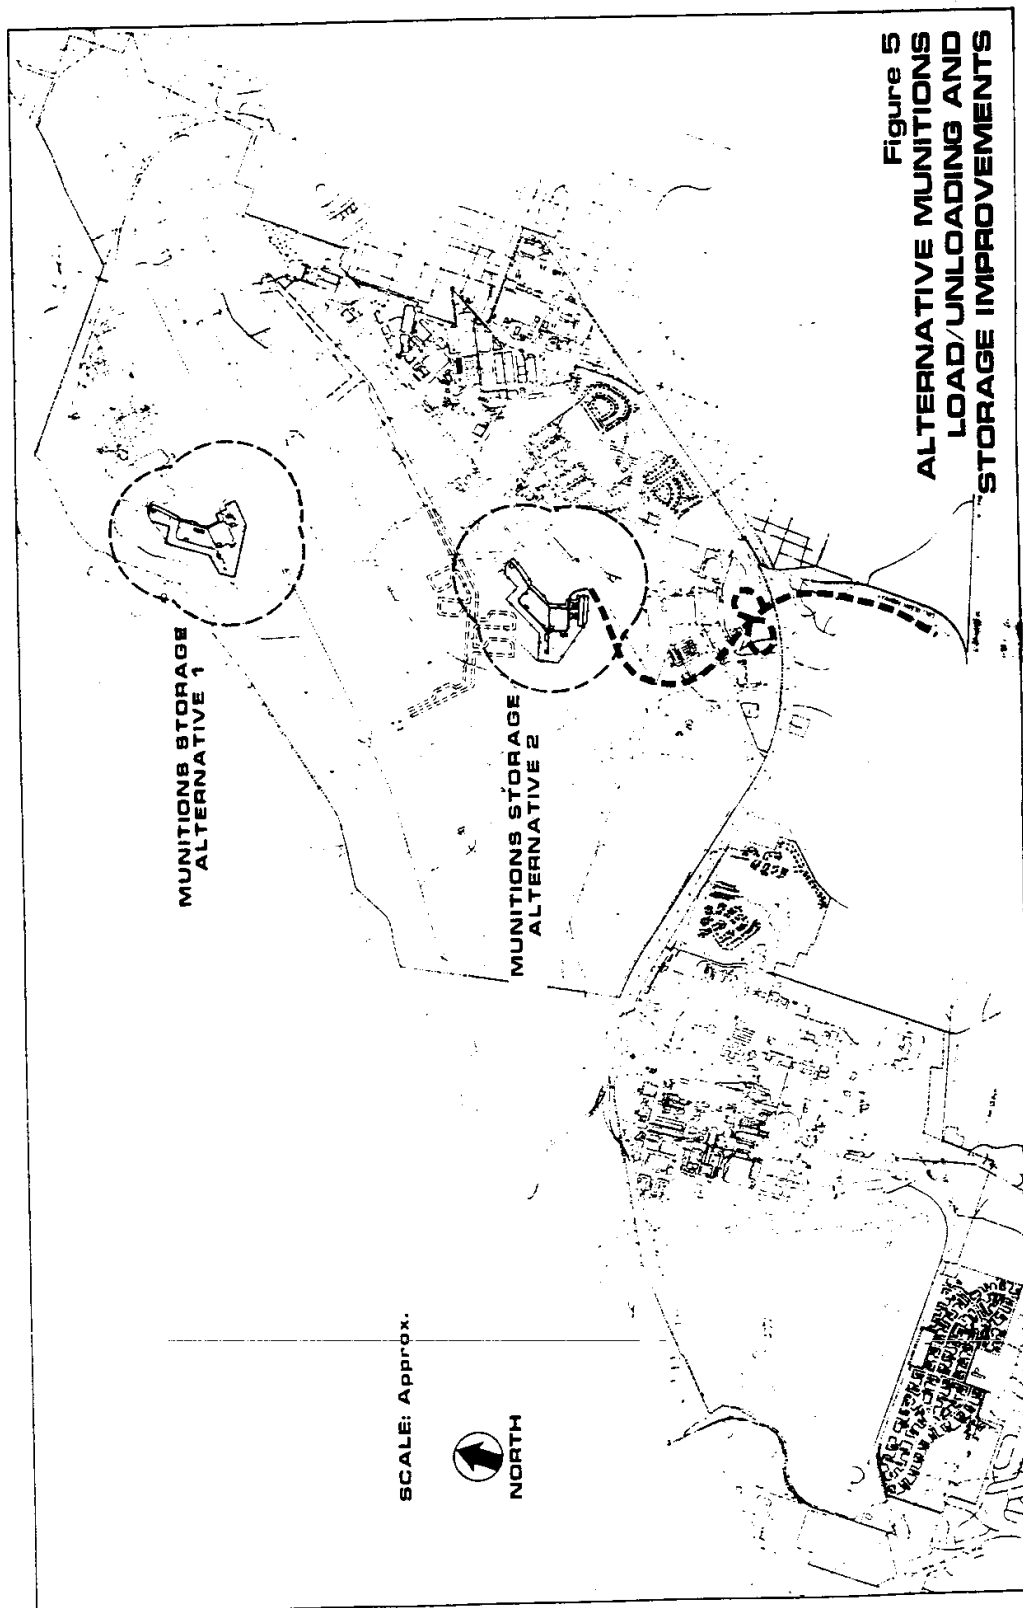 Figure 5
ALTERNATIVE MUNITIONS
LOAD/UNLOADING AND
STORAGE IMPROVEMENTS
MUNITIONS STORAGE
ALTERNATIVE 1
MUNITIONS STORAGE
ALTERNATIVE 2
SCALE: Approx.
NORTH